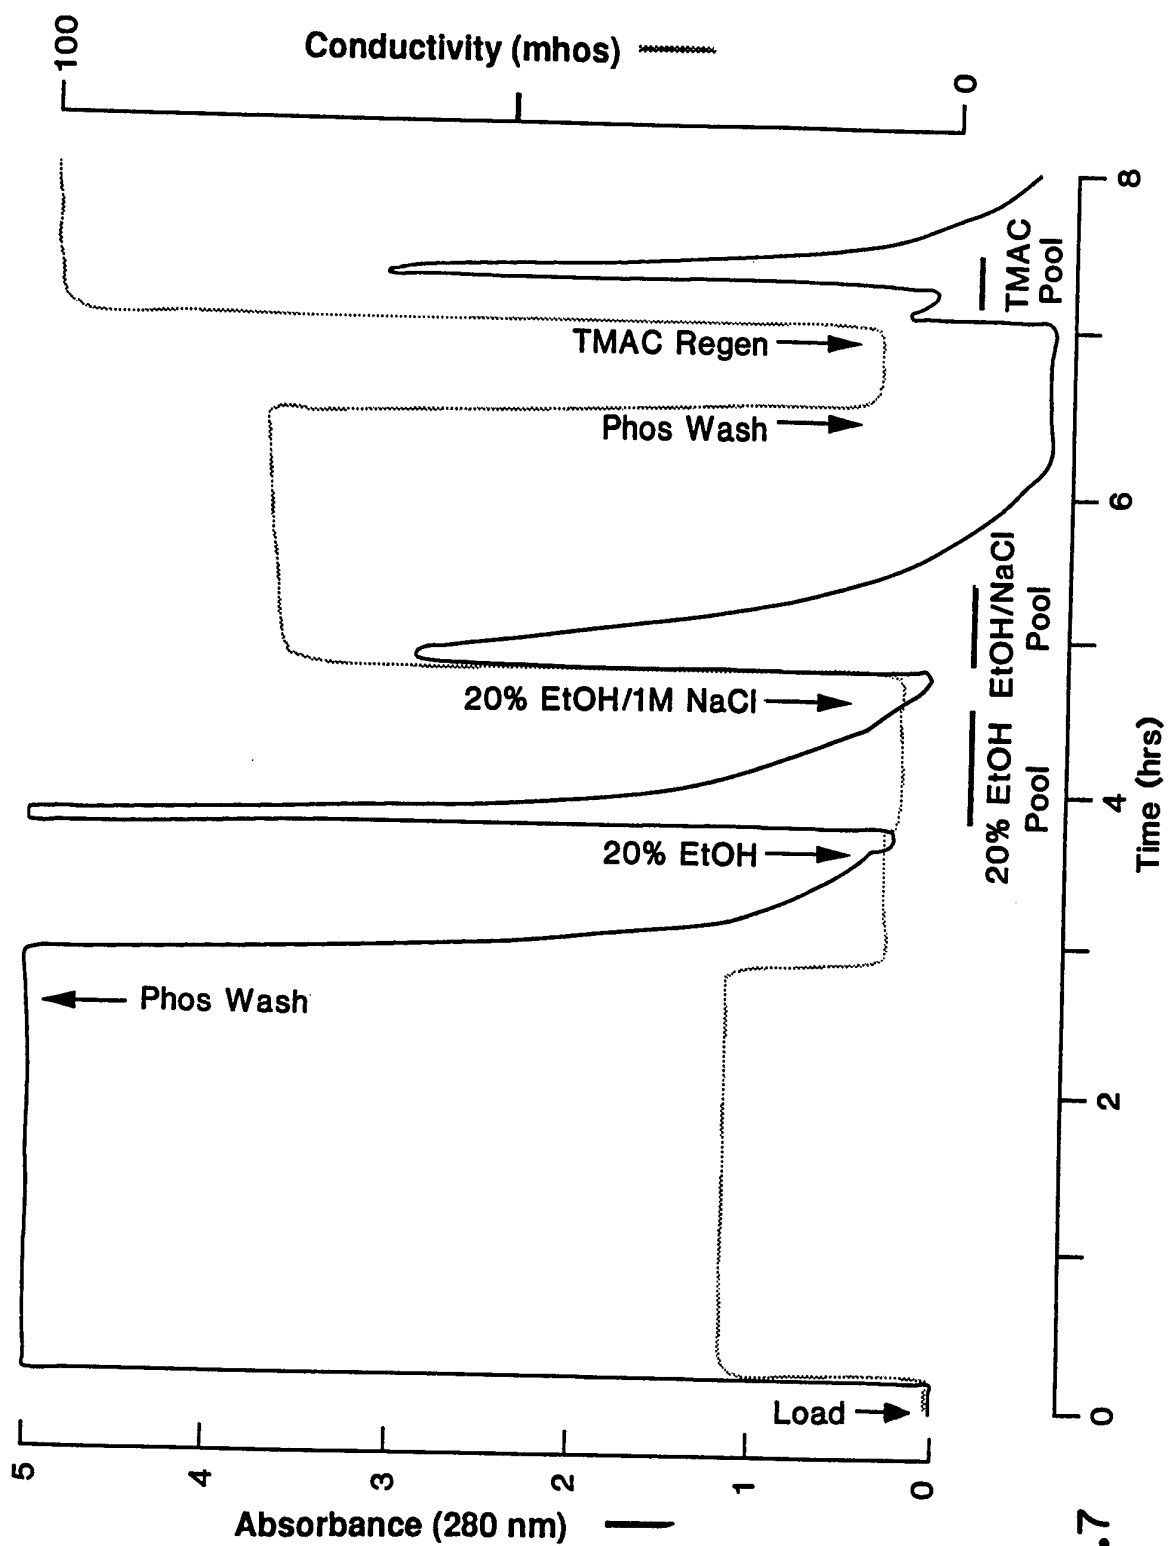 100
Conductivity (mhos)
0
TMAC Regen
Phos Wash
20% EtOH/1M NaCl
20% EtOH
Phos Wash
Load
TMAC
Pool
EtOH/NaCl
Pool
20% EtOH
Pool
0
2
4
6
8
Time (hrs)
5
4
3
2
1
0
Absorbance (280 nm)
.7